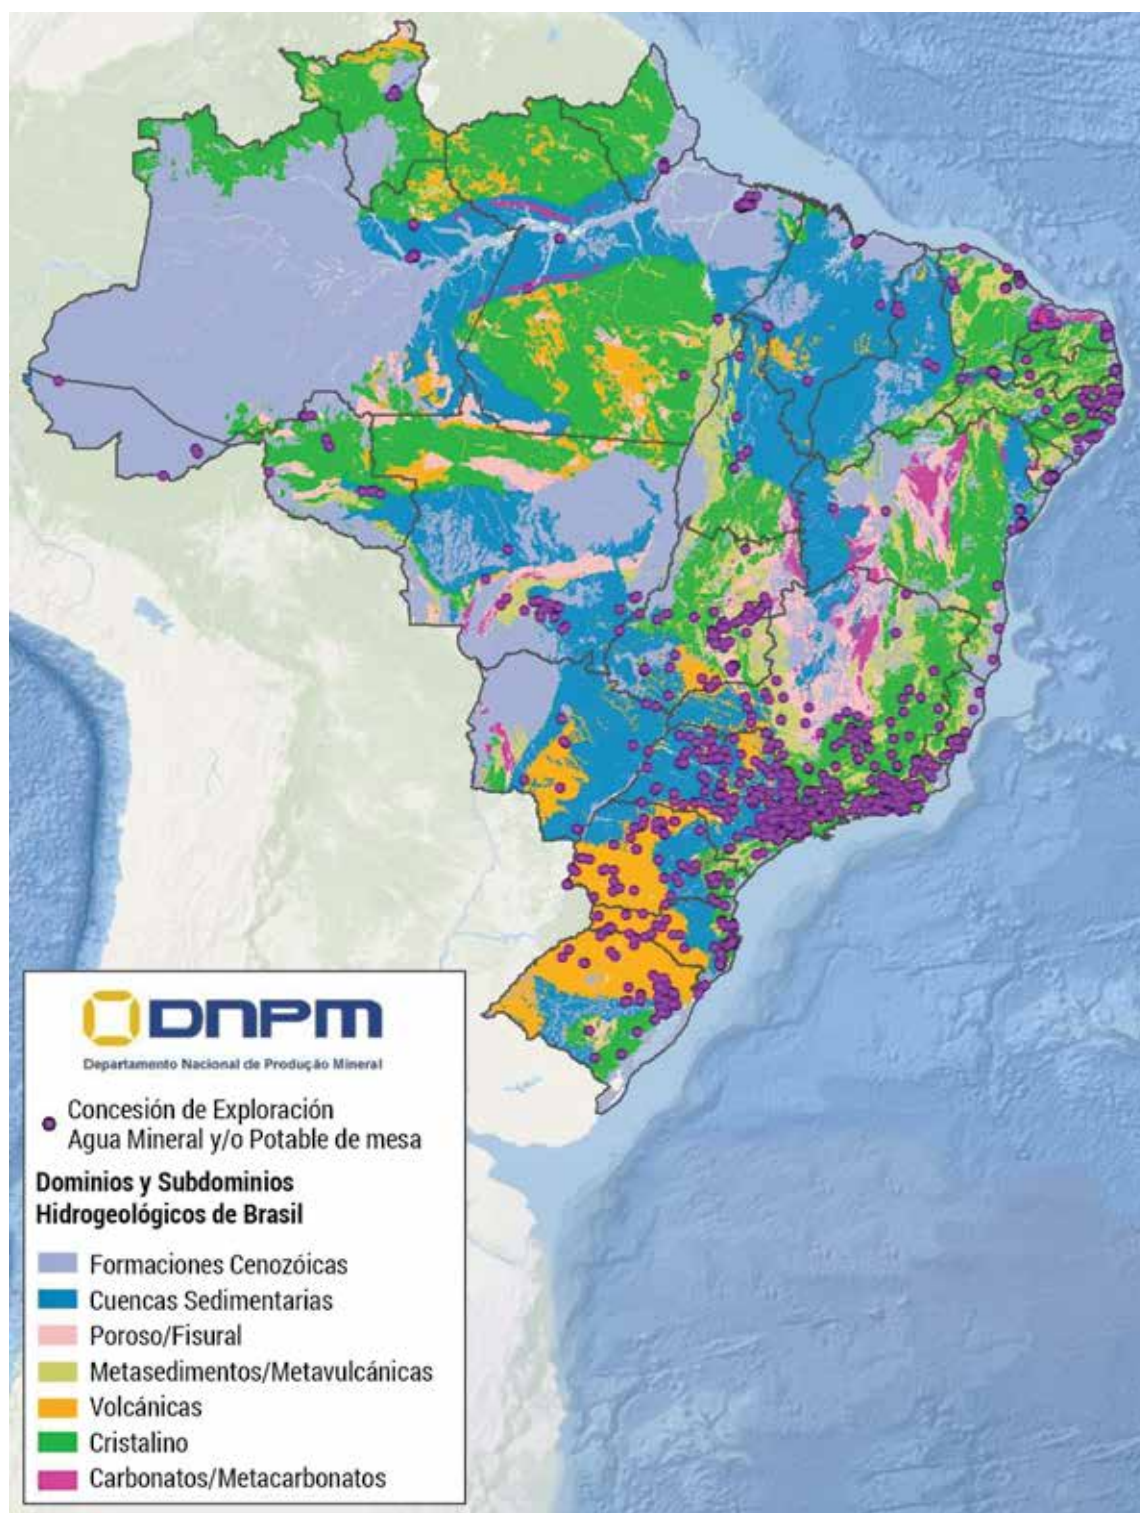 DNPM
Departamento Nacional de Produção Mineral
Concesión de Exploración
Agua Mineral y/o Potable de mesa
Dominios y Subdominios
Hidrogeológicos de Brasil
Formaciones Cenozóicas
Cuencas Sedimentarias
Poroso/Fisural
Metasedimentos/Metavulcánicas
Volcánicas
Cristalino
Carbonatos/Metacarbonatos